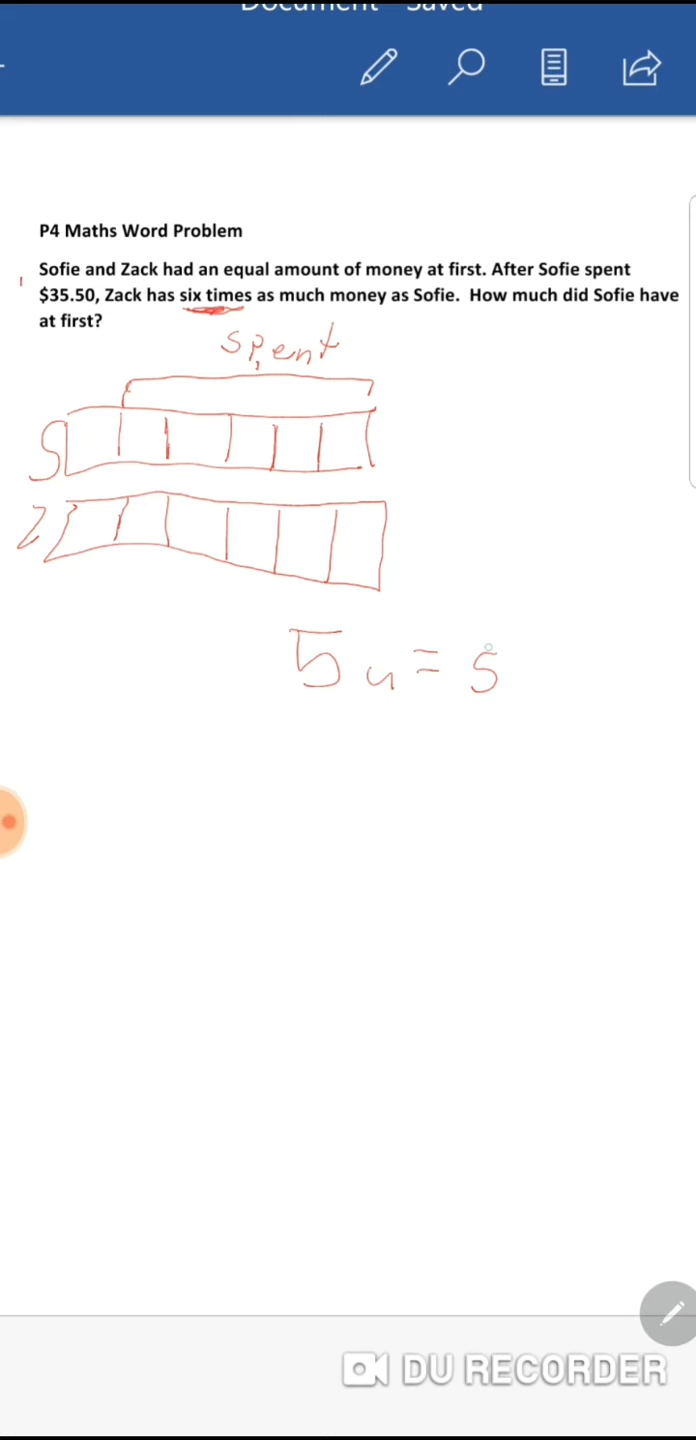 Document - Saved
P4 Maths Word Problem
Sofie and Zack had an equal amount of money at first. After Sofie spent
$35.50, Zack has six times as much money as Sofie. How much did Sofie have
at first?
spent
S
Z
5u = S
DU RECORDER